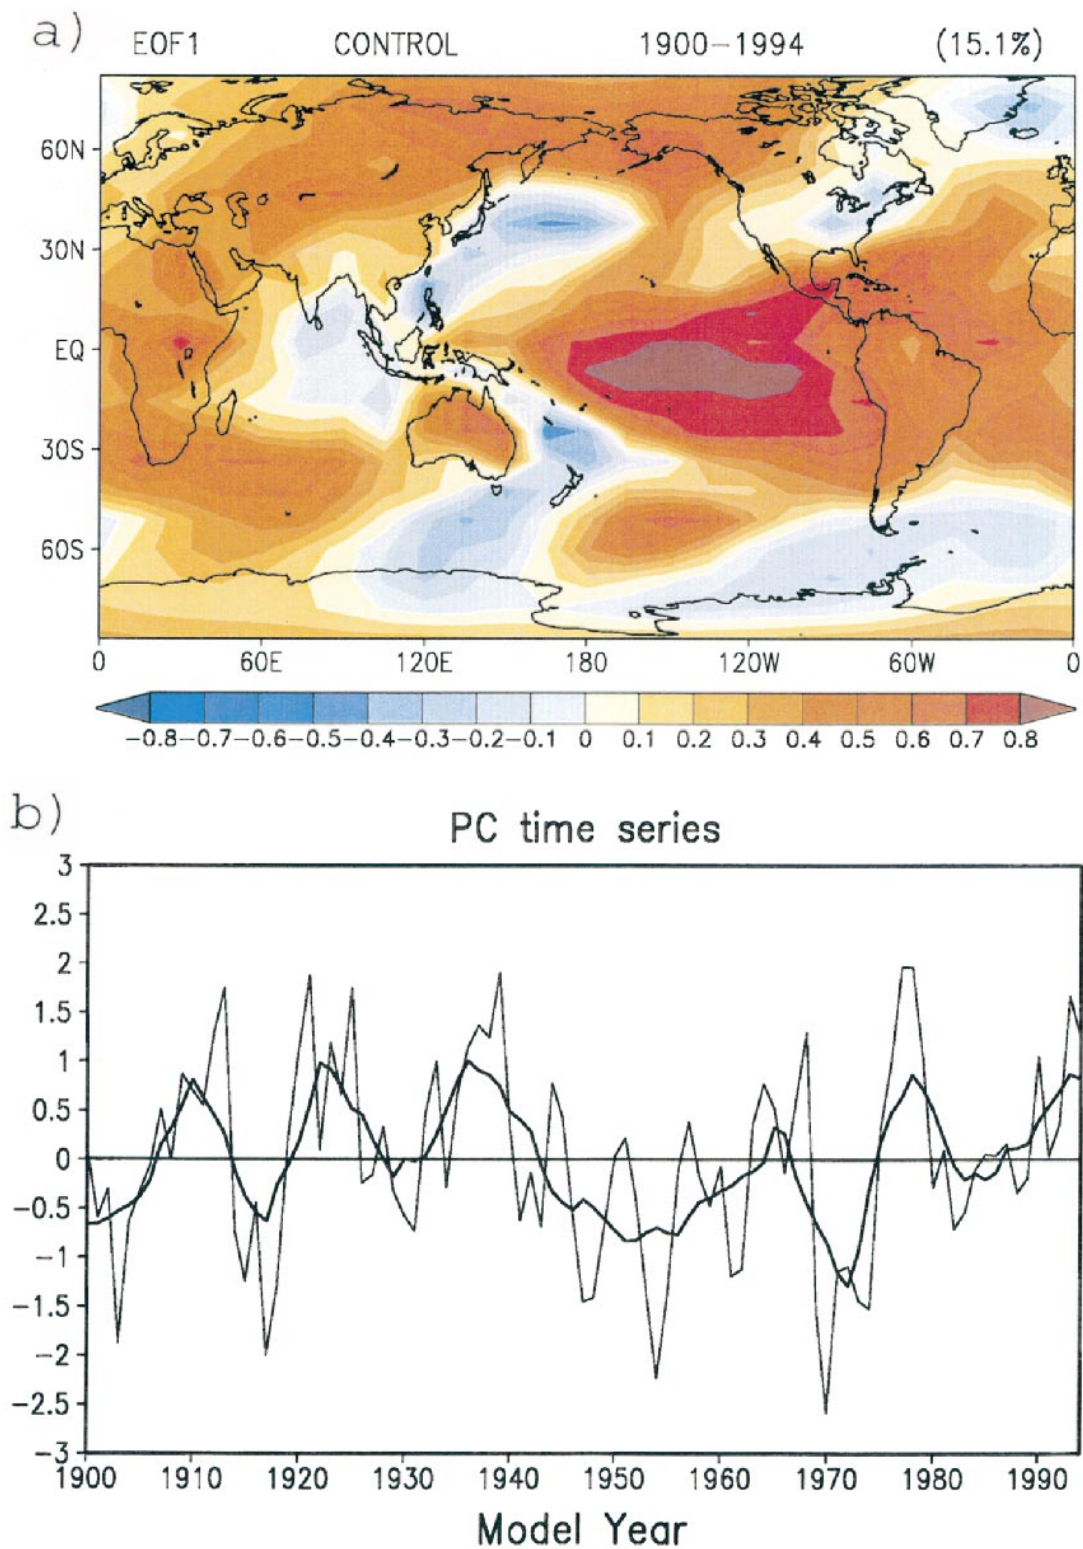 a) EOF1 CONTROL 1900-1994 (15.1%)
60N
30N
EQ
30S
60S
0 60E 120E 180 120W 60W 0
-0.8 -0.7 -0.6 -0.5 -0.4 -0.3 -0.2 -0.1 0 0.1 0.2 0.3 0.4 0.5 0.6 0.7 0.8
b) PC time series
3
2.5
2
1.5
1
0.5
0
-0.5
-1
-1.5
-2
-2.5
-3
1900 1910 1920 1930 1940 1950 1960 1970 1980 1990
Model Year